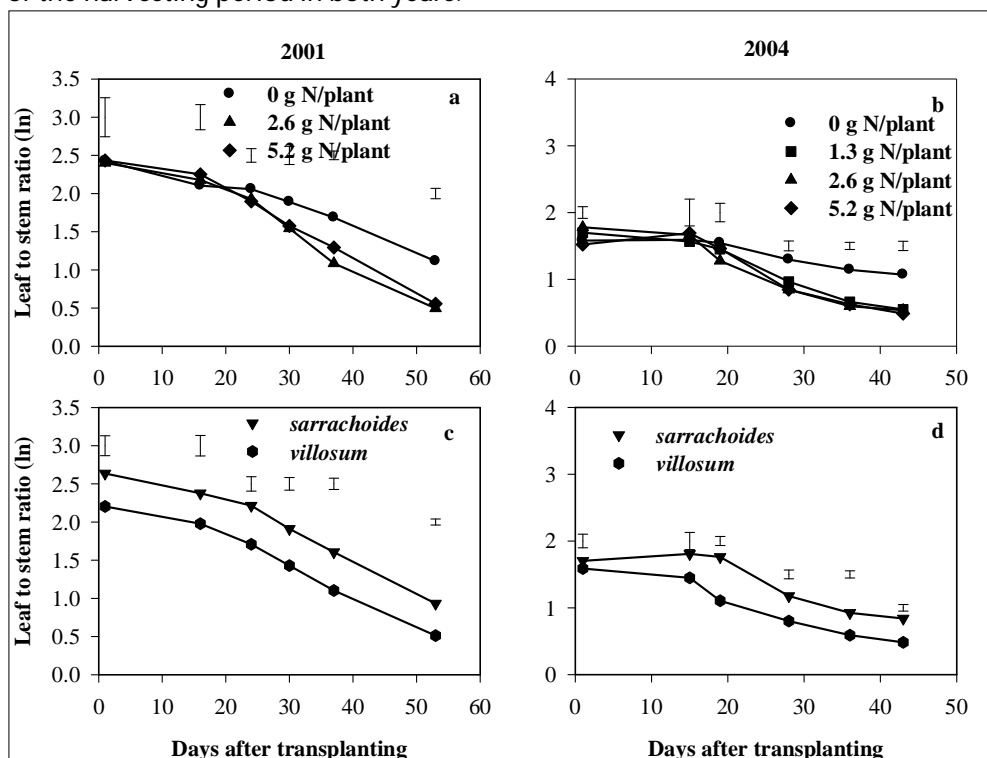 of the harvesting period in both years.
2001
2004
a
0 g N/plant
2.6 g N/plant
5.2 g N/plant
Leaf to stem ratio (ln)
3.5
3.0
2.5
2.0
1.5
1.0
0.5
0.0
0 10 20 30 40 50 60
b
0 g N/plant
1.3 g N/plant
2.6 g N/plant
5.2 g N/plant
4
3
2
1
0
0 10 20 30 40 50
c
sarrachoides
villosum
Leaf to stem ratio (ln)
3.5
3.0
2.5
2.0
1.5
1.0
0.5
0.0
0 10 20 30 40 50 60
Days after transplanting
d
sarrachoides
villosum
4
3
2
1
0
0 10 20 30 40 50
Days after transplanting